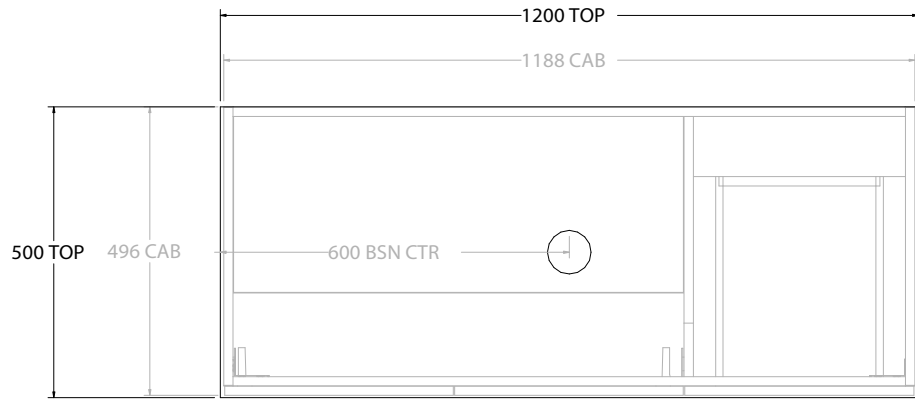 1200 TOP
1188 CAB
500 TOP
496 CAB
600 BSN CTR